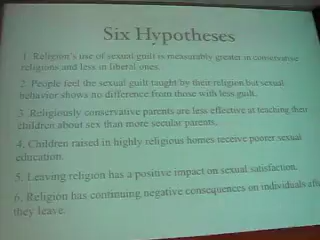 Six Hypotheses
1. Religion's use of sexual guilt is measurably greater in conservative
religions and less in liberal ones.
2. People feel the sexual guilt taught by their religion but sexual
behavior shows no difference from those with less guilt.
3. Religiously conservative parents are less effective at teaching their
children about sex than more secular parents.
4. Children raised in highly religious homes receive poorer sexual
education.
5. Leaving religion has a positive impact on sexual satisfaction.
6. Religion has continuing negative consequences on individuals afte
they leave.